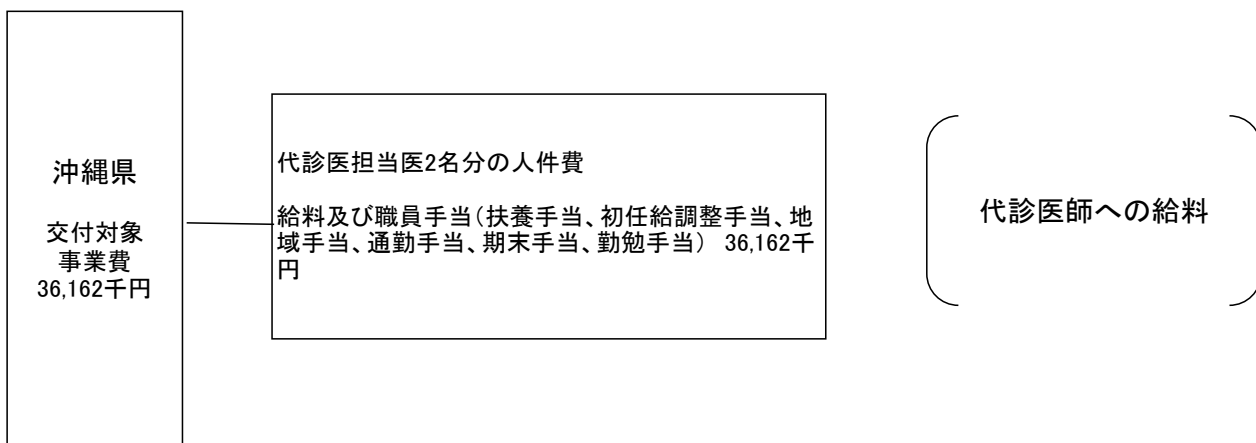 沖縄県
交付対象
事業費
36,162千円
代診医担当医2名分の人件費
給料及び職員手当（扶養手当、初任給調整手当、地
域手当、通勤手当、期末手当、勤勉手当） 36,162千
円
代診医師への給料